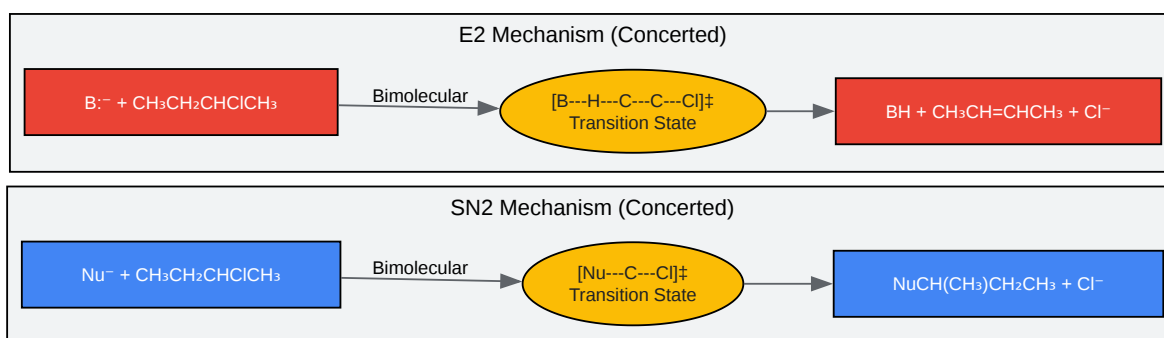 E2 Mechanism (Concerted)
B:⁻ + CH₃CH₂CHClCH₃
Bimolecular
[B---H---C---C---Cl]‡
Transition State
BH + CH₃CH=CHCH₃ + Cl⁻
SN2 Mechanism (Concerted)
Nu⁻ + CH₃CH₂CHClCH₃
Bimolecular
[Nu---C---Cl]‡
Transition State
NuCH(CH₃)CH₂CH₃ + Cl⁻